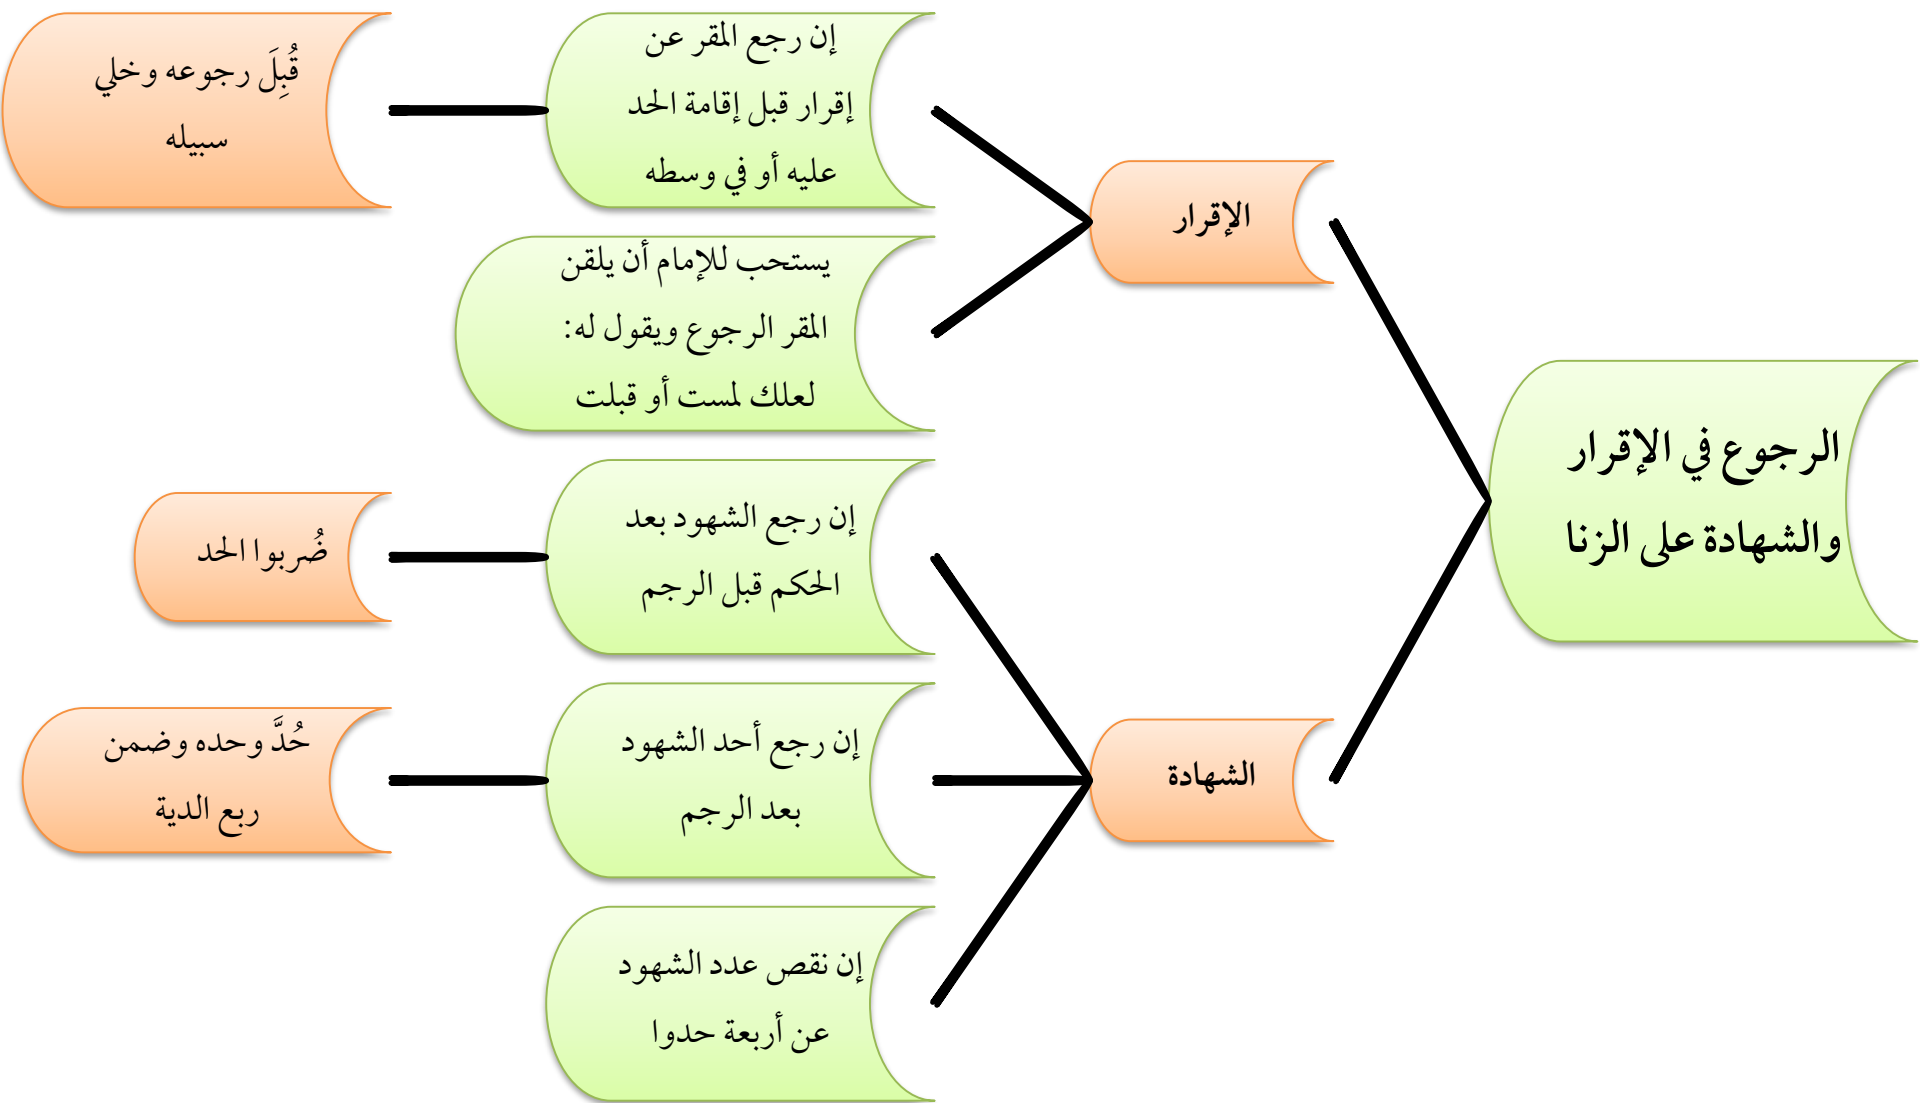 الرجوع في الإقرار
والشهادة على الزنا
الإقرار
إن رجع المقر عن
إقرار قبل إقامة الحد
عليه أو في وسطه
قُبِلَ رجوعه وخلي
سبيله
يستحب للإمام أن يلقن
المقر الرجوع ويقول له:
لعلك لمست أو قبلت
الشهادة
إن رجع الشهود بعد
الحكم قبل الرجم
ضُربوا الحد
إن رجع أحد الشهود
بعد الرجم
حُدَّ وحده وضمن
ربع الدية
إن نقص عدد الشهود
عن أربعة حدوا